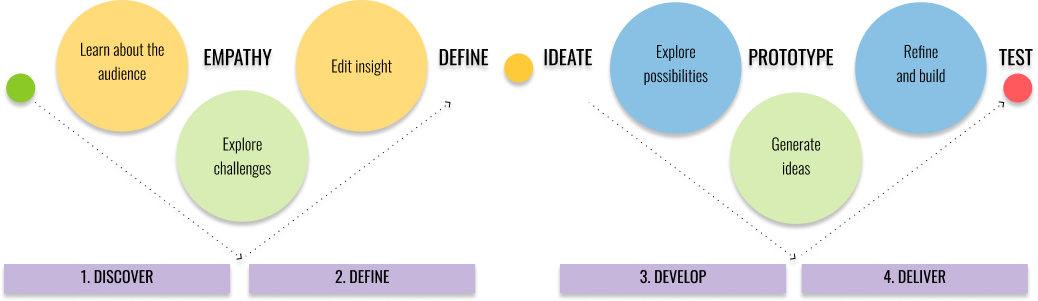 Learn about the
audience
EMPATHY
Edit insight
DEFINE
IDEATE
Explore
possibilities
PROTOTYPE
Refine
and build
TEST
Explore
challenges
Generate
ideas
1. DISCOVER
2. DEFINE
3. DEVELOP
4. DELIVER